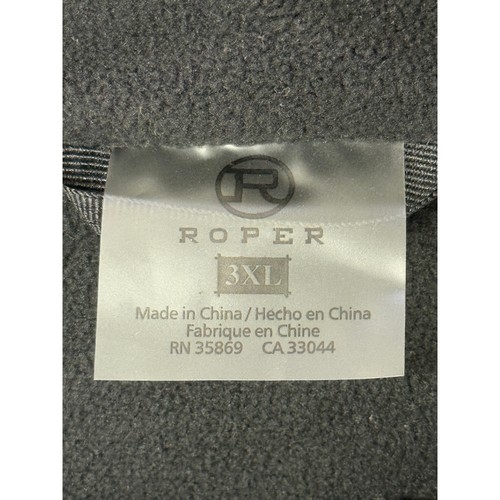 R
ROPER
3XL
Made in China / Hecho en China
Fabrique en Chine
RN 35869 CA 33044